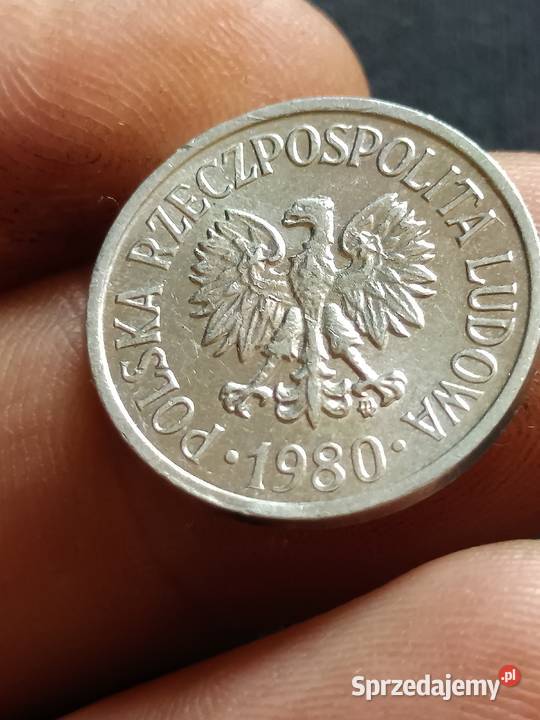 POLSKA RZECZPOSPOLITA LUDOWA
· 1980 ·
Sprzedajemy.pl